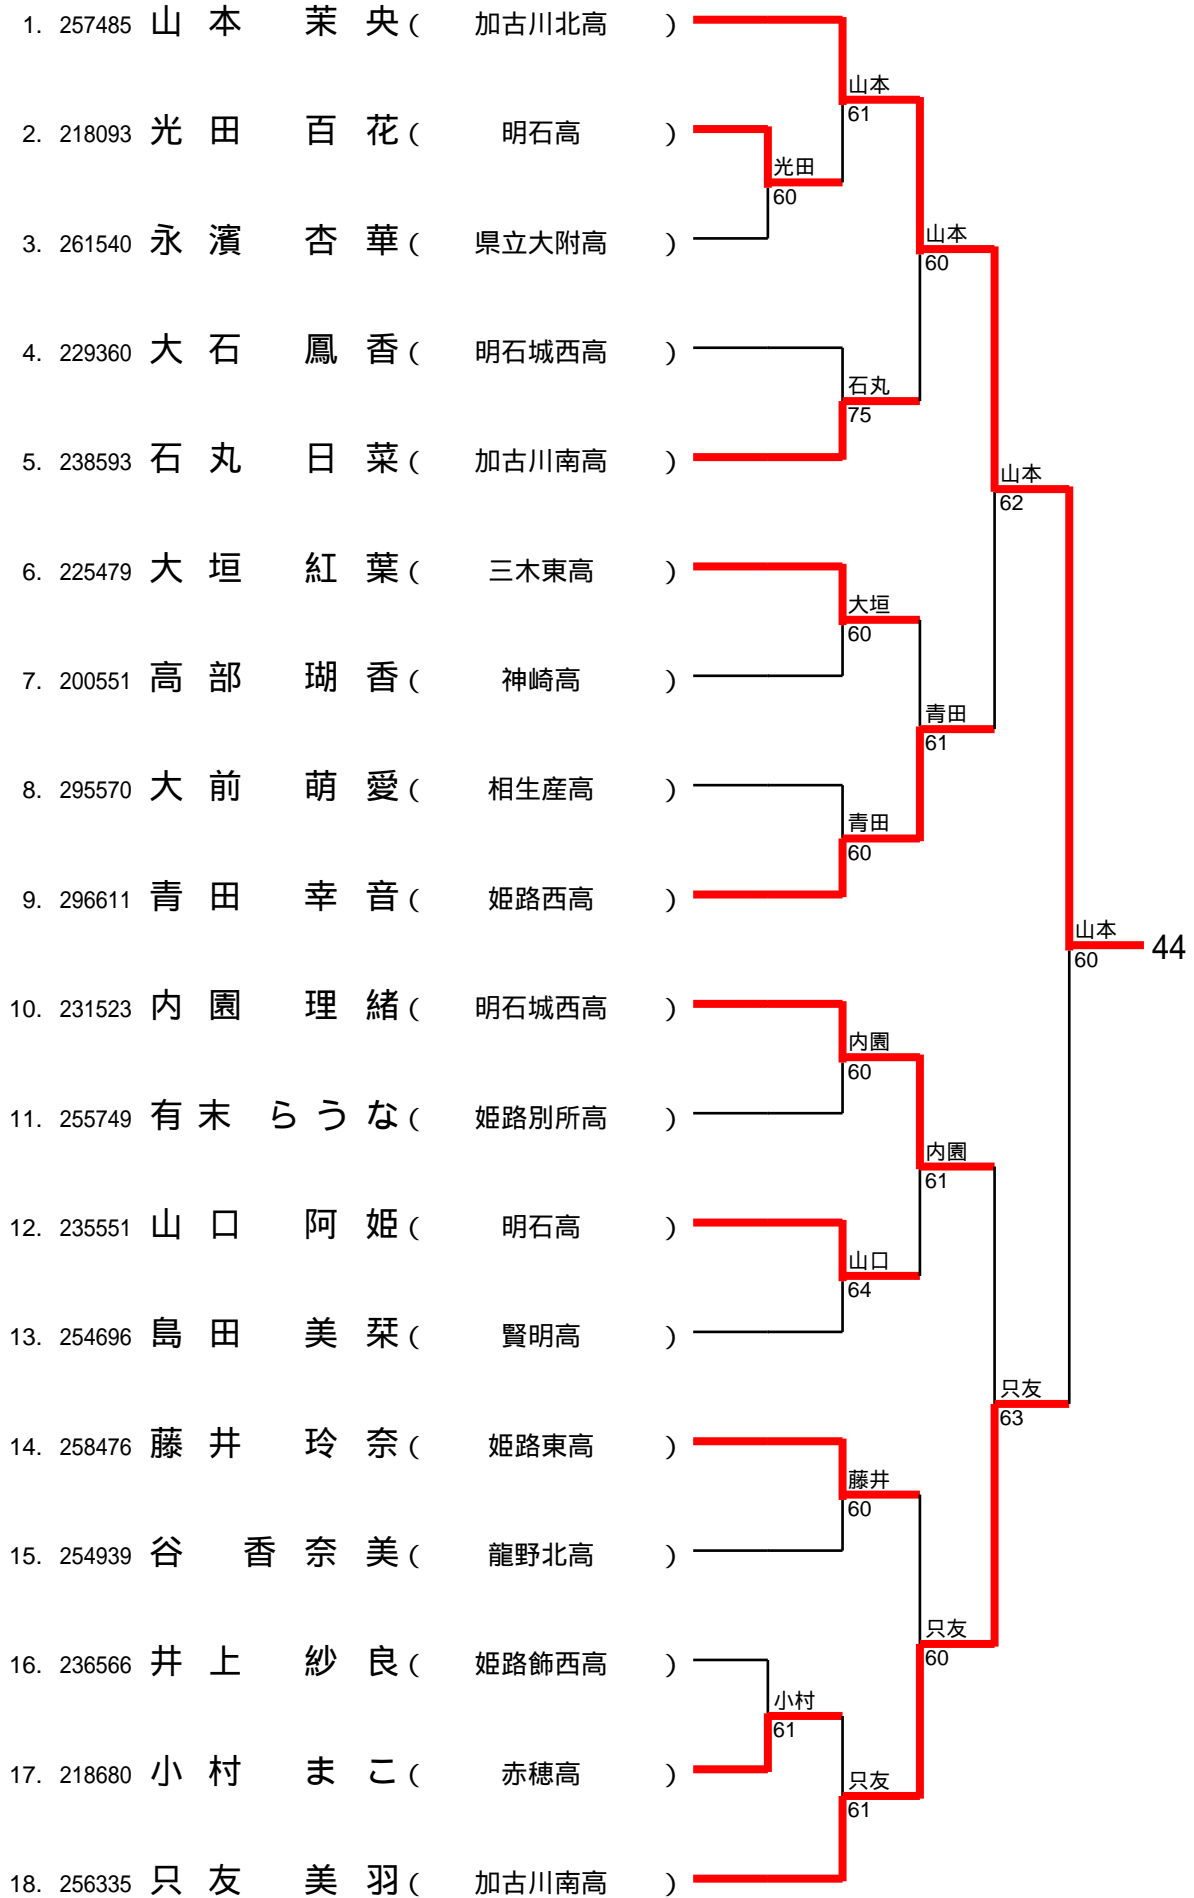 1. 257485 山本 茉央 ( 加古川北高 )
山本
61
2. 218093 光田 百花 ( 明石高 )
光田
60
3. 261540 永濱 杏華 ( 県立大附高 )
山本
60
4. 229360 大石 鳳香 ( 明石城西高 )
石丸
75
5. 238593 石丸 日菜 ( 加古川南高 )
山本
62
6. 225479 大垣 紅葉 ( 三木東高 )
大垣
60
7. 200551 高部 瑚香 ( 神崎高 )
青田
61
8. 295570 大前 萌愛 ( 相生産高 )
青田
60
9. 296611 青田 幸音 ( 姫路西高 )
山本
60
44
10. 231523 内園 理緒 ( 明石城西高 )
内園
60
11. 255749 有末 らうな ( 姫路別所高 )
内園
61
12. 235551 山口 阿姫 ( 明石高 )
山口
64
13. 254696 島田 美栞 ( 賢明高 )
只友
63
14. 258476 藤井 玲奈 ( 姫路東高 )
藤井
60
15. 254939 谷 香奈美 ( 龍野北高 )
只友
60
16. 236566 井上 紗良 ( 姫路飾西高 )
小村
61
17. 218680 小村 まこ ( 赤穂高 )
只友
61
18. 256335 只友 美羽 ( 加古川南高 )